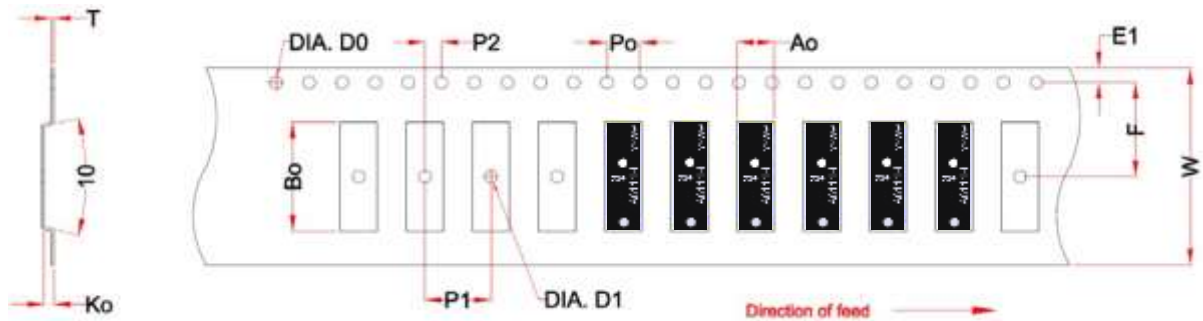 T
DIA. D0
P2
Po
Ao
E1
10
Bo
F
W
Ko
P1
DIA. D1
Direction of feed